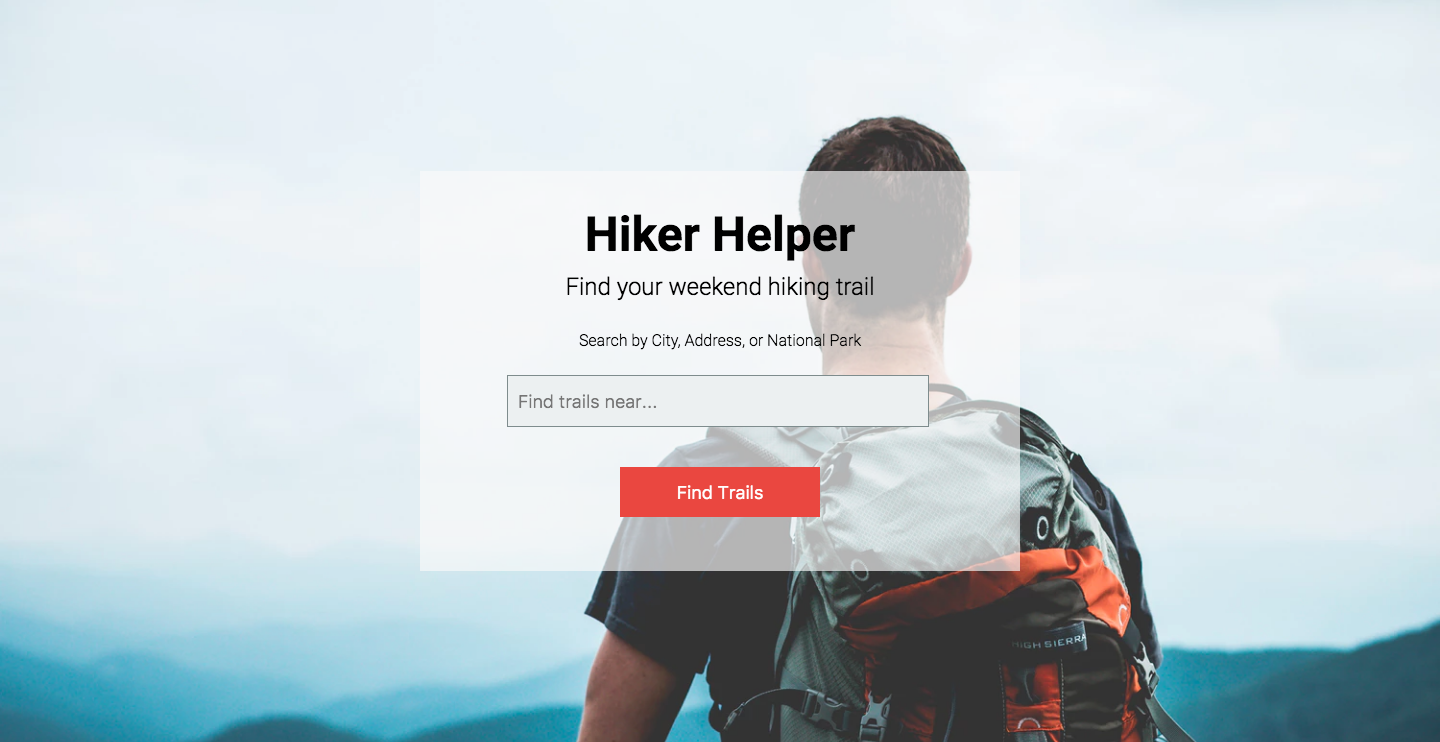 Hiker Helper
Find your weekend hiking trail
Search by City, Address, or National Park
Find trails near...
Find Trails
HIGH SIERRA